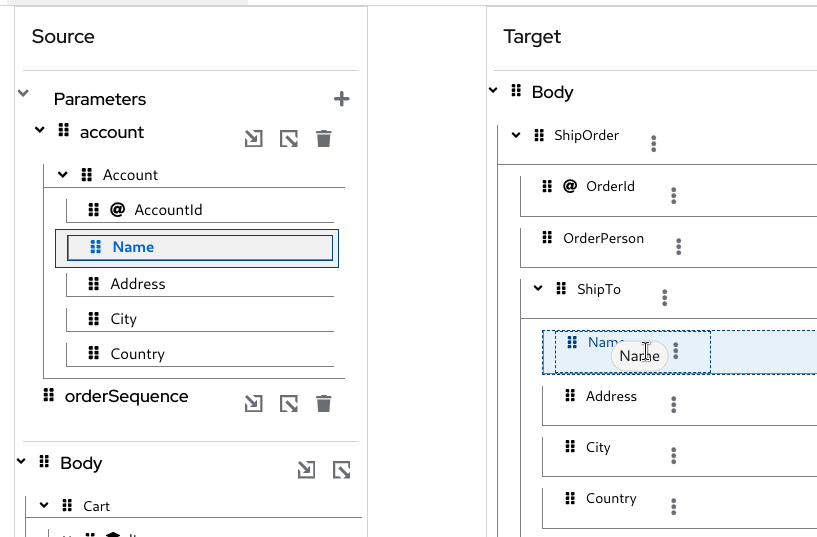 Source
Parameters
account
Account
@ AccountId
Name
Address
City
Country
orderSequence
Body
Cart
Target
Body
ShipOrder
@ OrderId
OrderPerson
ShipTo
Name
Name
Address
City
Country